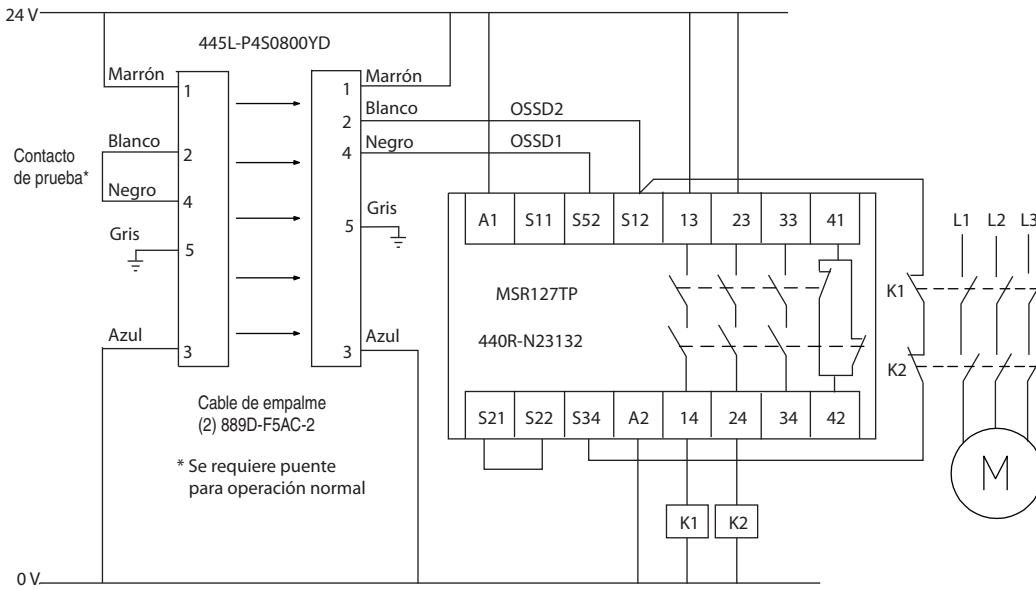 24 V
445L-P4S0800YD
Marrón
1
Blanco
2
Contacto
de prueba*
Negro
4
Gris
5
Azul
3
Marrón
1
Blanco
2
OSSD2
Negro
4
OSSD1
Gris
5
Azul
3
Cable de empalme
(2) 889D-F5AC-2
* Se requiere puente
para operación normal
A1 S11 S52 S12 13 23 33 41
MSR127TP
440R-N23132
S21 S22 S34 A2 14 24 34 42
K1 K2
L1 L2 L3
K1
K2
M
0 V